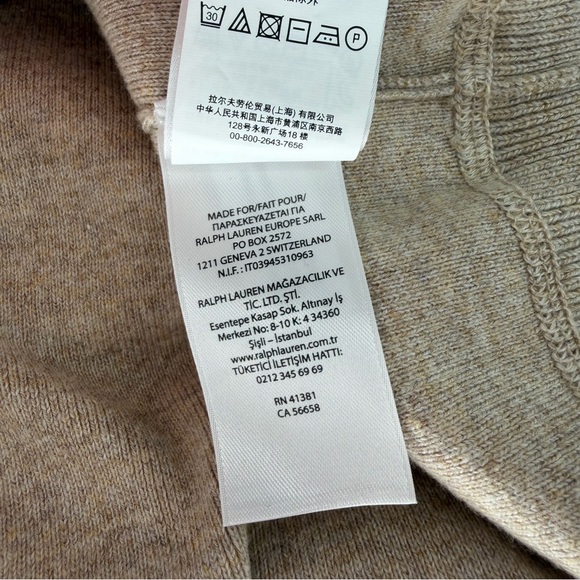 30
P
拉尔夫劳伦贸易(上海) 有限公司
中华人民共和国上海市黄浦区南京西路
128号永新广场18 楼
00-800-2643-7656
MADE FOR/FAIT POUR/
ΠΑΡΑΣΚΕΥΑΖΕΤΑΙ ΓΙΑ
RALPH LAUREN EUROPE SARL
PO BOX 2572
1211 GENEVA 2 SWITZERLAND
N.I.F. : IT03945310963
RALPH LAUREN MAĞAZACILIK VE
TİC. LTD. ŞTİ.
Esentepe Kasap Sok. Altınay İş
Merkezi No: 8-10 K: 4 34360
Şişli – İstanbul
www.ralphlauren.com.tr
TÜKETİCİ İLETİŞİM HATTI:
0212 345 69 69
RN 41381
CA 56658